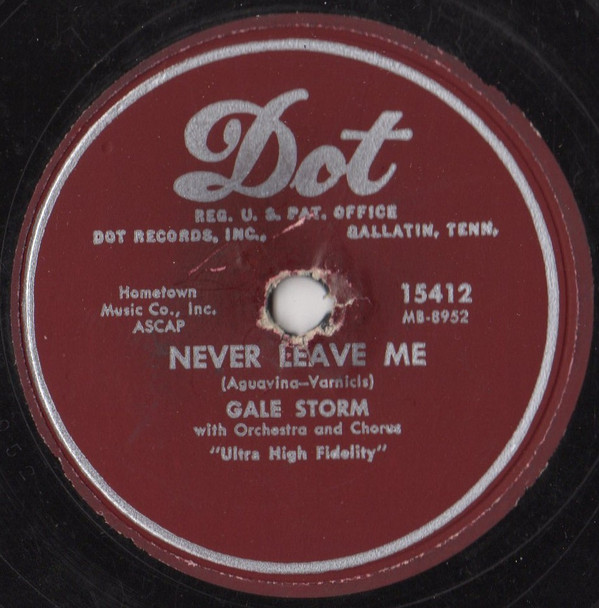 Dot
REG. U. S. PAT. OFFICE
DOT RECORDS, INC., GALLATIN, TENN.
Hometown
Music Co., Inc.
ASCAP
15412
MB-8952
NEVER LEAVE ME
(Aguavina-Varnicis)
GALE STORM
with Orchestra and Chorus
"Ultra High Fidelity"